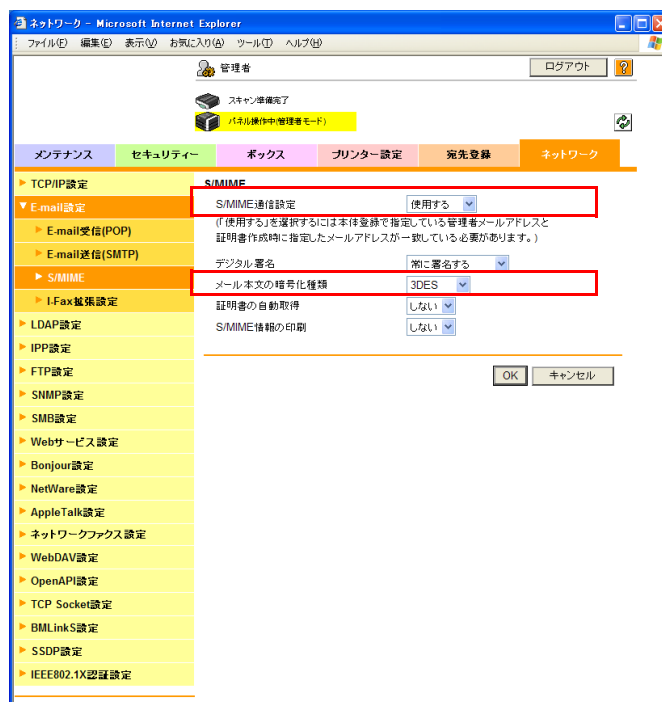 ネットワーク - Microsoft Internet Explorer
ファイル(F) 編集(E) 表示(V) お気に入り(A) ツール(T) ヘルプ(H)
管理者 ログアウト ?
スキャン準備完了
パネル操作中(管理者モード)
メンテナンス セキュリティー ボックス プリンター設定 宛先登録 ネットワーク
TCP/IP設定
E-mail設定
E-mail受信(POP)
E-mail送信(SMTP)
S/MIME
I-Fax拡張設定
LDAP設定
IPP設定
FTP設定
SNMP設定
SMB設定
Webサービス設定
Bonjour設定
NetWare設定
AppleTalk設定
ネットワークファクス設定
WebDAV設定
OpenAPI設定
TCP Socket設定
BMLinkS設定
SSDP設定
IEEE802.1X認証設定
S/MIME
S/MIME通信設定 使用する
(「使用する」を選択するには本体登録で指定している管理者メールアドレスと
証明書作成時に指定したメールアドレスが一致している必要があります。)
デジタル署名 常に署名する
メール本文の暗号化種類 3DES
証明書の自動取得 しない
S/MIME情報の印刷 しない
OK キャンセル